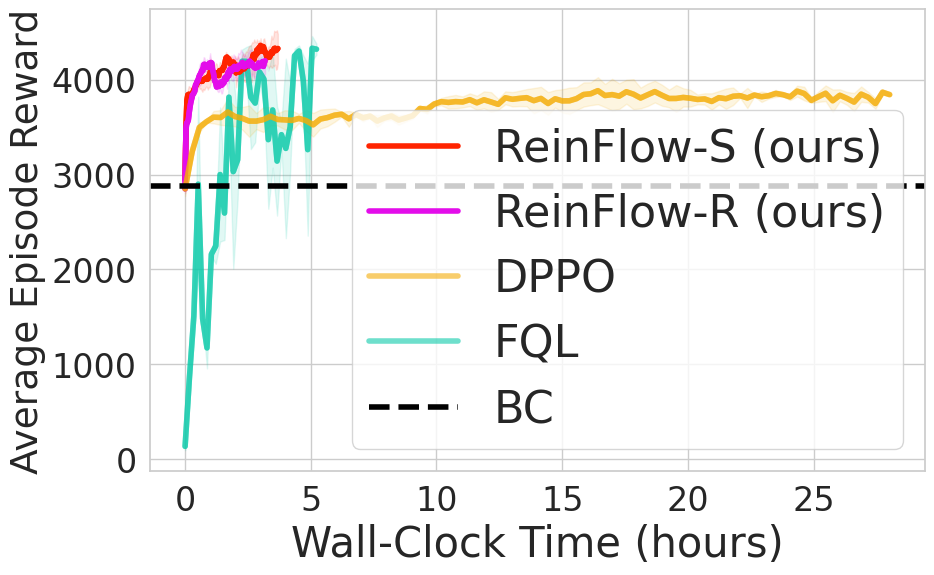 Average Episode Reward
4000
3000
2000
1000
0
ReinFlow-S (ours)
ReinFlow-R (ours)
DPPO
FQL
BC
0 5 10 15 20 25
Wall-Clock Time (hours)